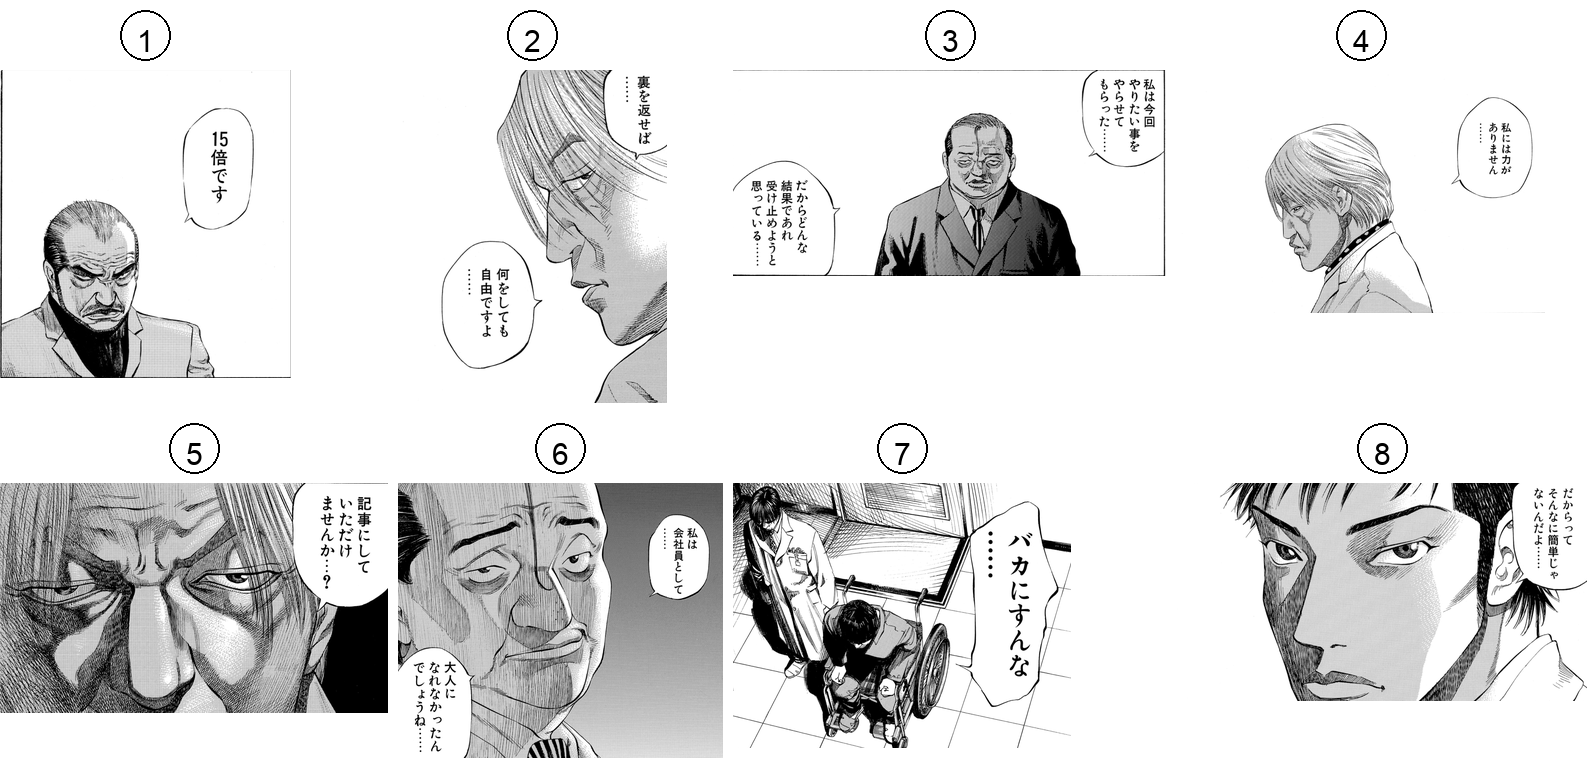 1
15倍です
2
裏を返せば
……
何をしても
自由ですよ
……
3
私は今回
やりたい事を
やらせて
もらった……
だからどんな
結果であれ
受け止めようと
思っている……
4
私には力が
ありません
……
5
記事にして
いただけ
ませんか…?
6
私は
会社員として
……
大人に
なれなかったん
でしょうね……
7
バカにすんな
……
8
だからって
そんなに簡単じゃ
ないんだよ……